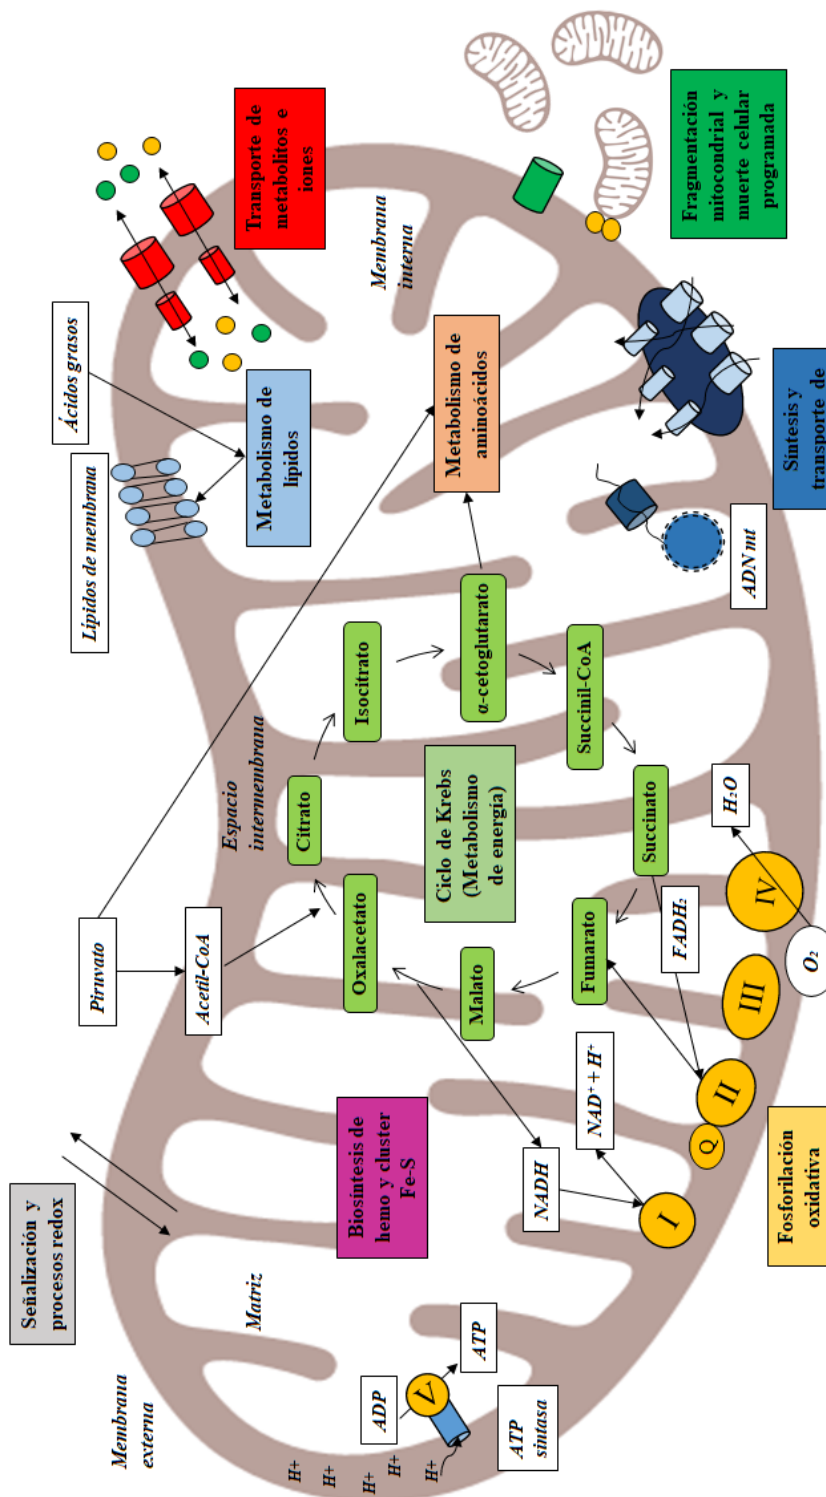 Señalización y
procesos redox
Piruvato
Acetil-CoA
Lípidos de membrana
Ácidos grasos
Transporte de
metabolitos e
iones
Membrana
externa
Espacio
intermembrana
Metabolismo de
lipidos
Matriz
Biosíntesis de
hemo y cluster
Fe-S
Oxalacetato
Citrato
Isocitrato
Membrana
interna
Ciclo de Krebs
(Metabolismo
de energía)
Metabolismo de
aminoácidos
Malato
α-cetoglutarato
Fumarato
Succinato
Succinil-CoA
H+
H+
H+
H+
H+
ADP
V
ATP
ATP
sintasa
NADH
NAD⁺ + H⁺
FADH₂
H₂O
I
Q
II
III
IV
O₂
ADN mt
Fosforilación
oxidativa
Síntesis y
transporte de
Fragmentación
mitocondrial y
muerte celular
programada